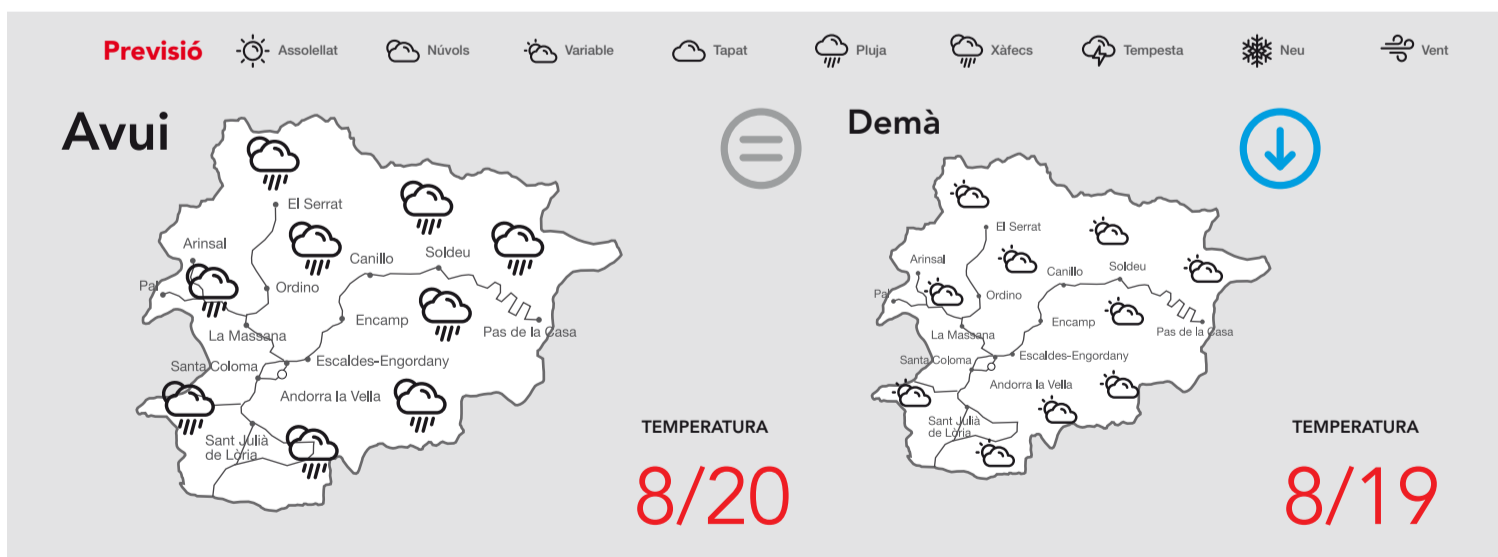 Previsió
Assolellat
Núvols
Variable
Tapat
Pluja
Xàfecs
Tempesta
Neu
Vent
Avui
El Serrat
Arinsal
Soldeu
Canillo
Pal
Ordino
Encamp
Pas de la Casa
La Massana
Escaldes-Engordany
Santa Coloma
Andorra la Vella
Sant Julià
de Lòria
TEMPERATURA
8/20
Demà
El Serrat
Arinsal
Soldeu
Canillo
Pal
Ordino
Encamp
Pas de la Casa
La Massana
Escaldes-Engordany
Santa Coloma
Andorra la Vella
Sant Julià
de Lòria
TEMPERATURA
8/19